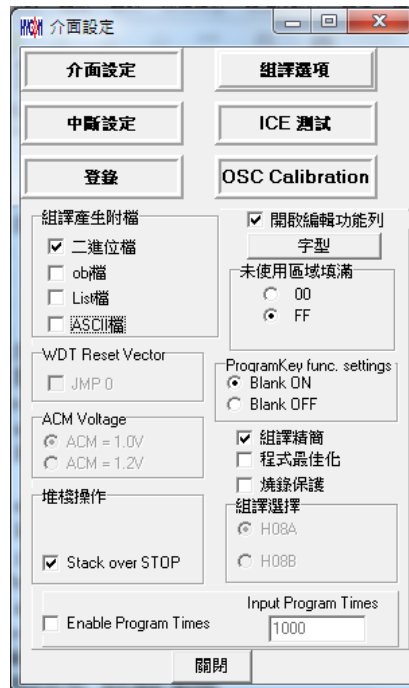 HYCON 介面設定
介面設定
組譯選項
中斷設定
ICE 測試
登錄
OSC Calibration
組譯產生附檔
二進位檔
obj檔
List檔
ASCII檔
開啟編輯功能列
字型
未使用區域填滿
00
FF
WDT Reset Vector
JMP 0
ProgramKey func. settings
Blank ON
Blank OFF
ACM Voltage
ACM = 1.0V
ACM = 1.2V
組譯精簡
程式最佳化
燒錄保護
堆棧操作
Stack over STOP
組譯選擇
H08A
H08B
Enable Program Times
Input Program Times
1000
關閉